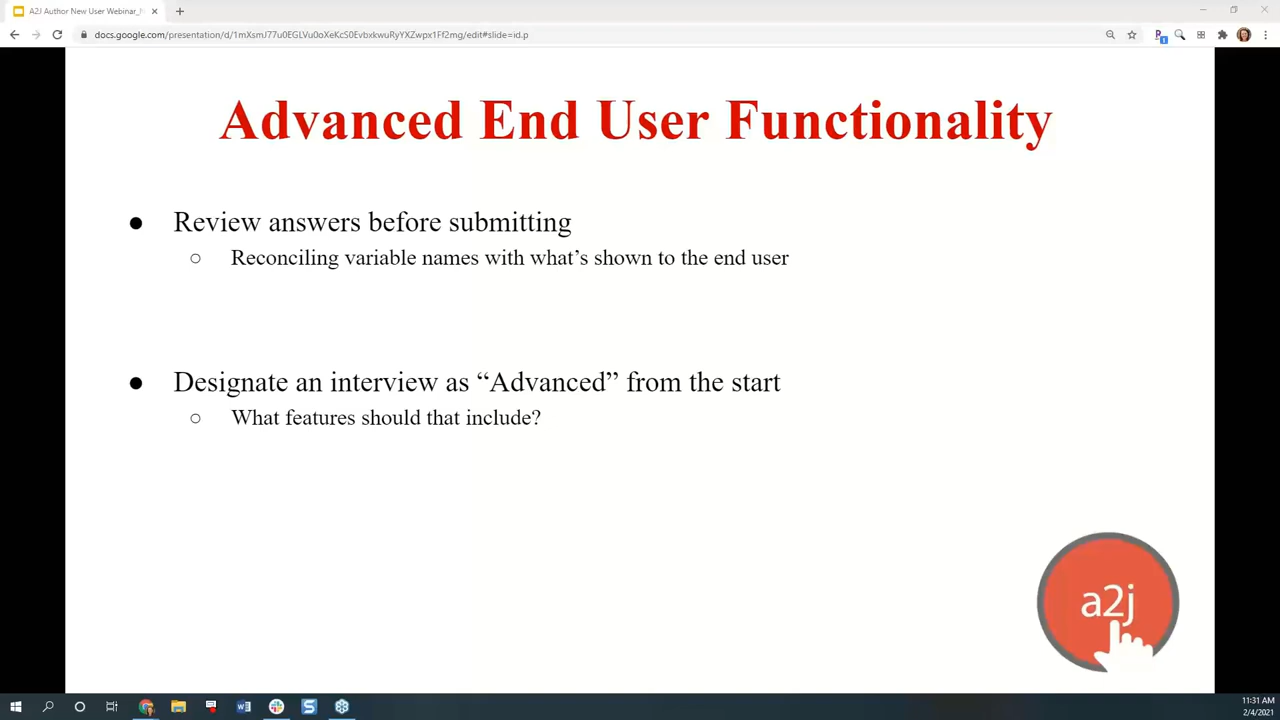 A2J Author New User Webinar_N
docs.google.com/presentation/d/1mXsmJ77u0EGLVu0oXeKcS0EvbxkwuRyYXZwpx1Ff2mg/edit#slide=id.p
Advanced End User Functionality
● Review answers before submitting
○ Reconciling variable names with what’s shown to the end user
● Designate an interview as “Advanced” from the start
○ What features should that include?
a2j
11:31 AM
2/4/2021